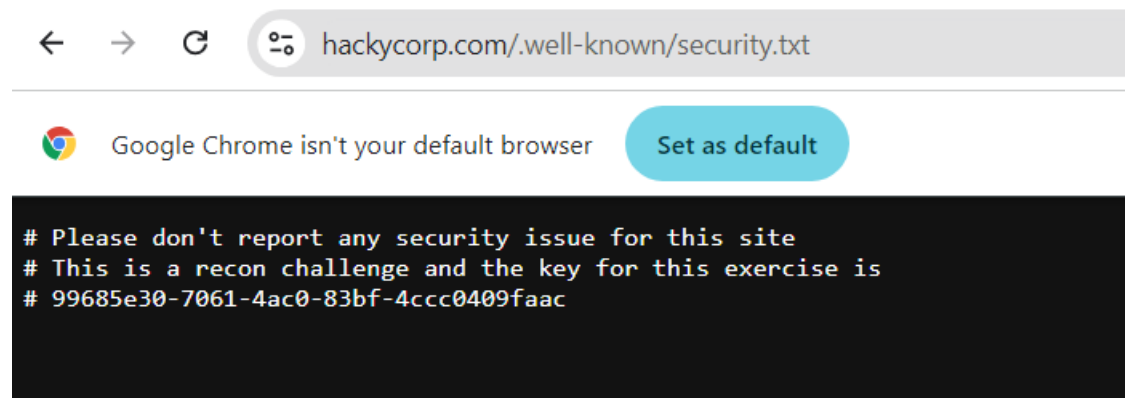 hackycorp.com/.well-known/security.txt
Google Chrome isn't your default browser Set as default
# Please don't report any security issue for this site
# This is a recon challenge and the key for this exercise is
# 99685e30-7061-4ac0-83bf-4ccc0409faac